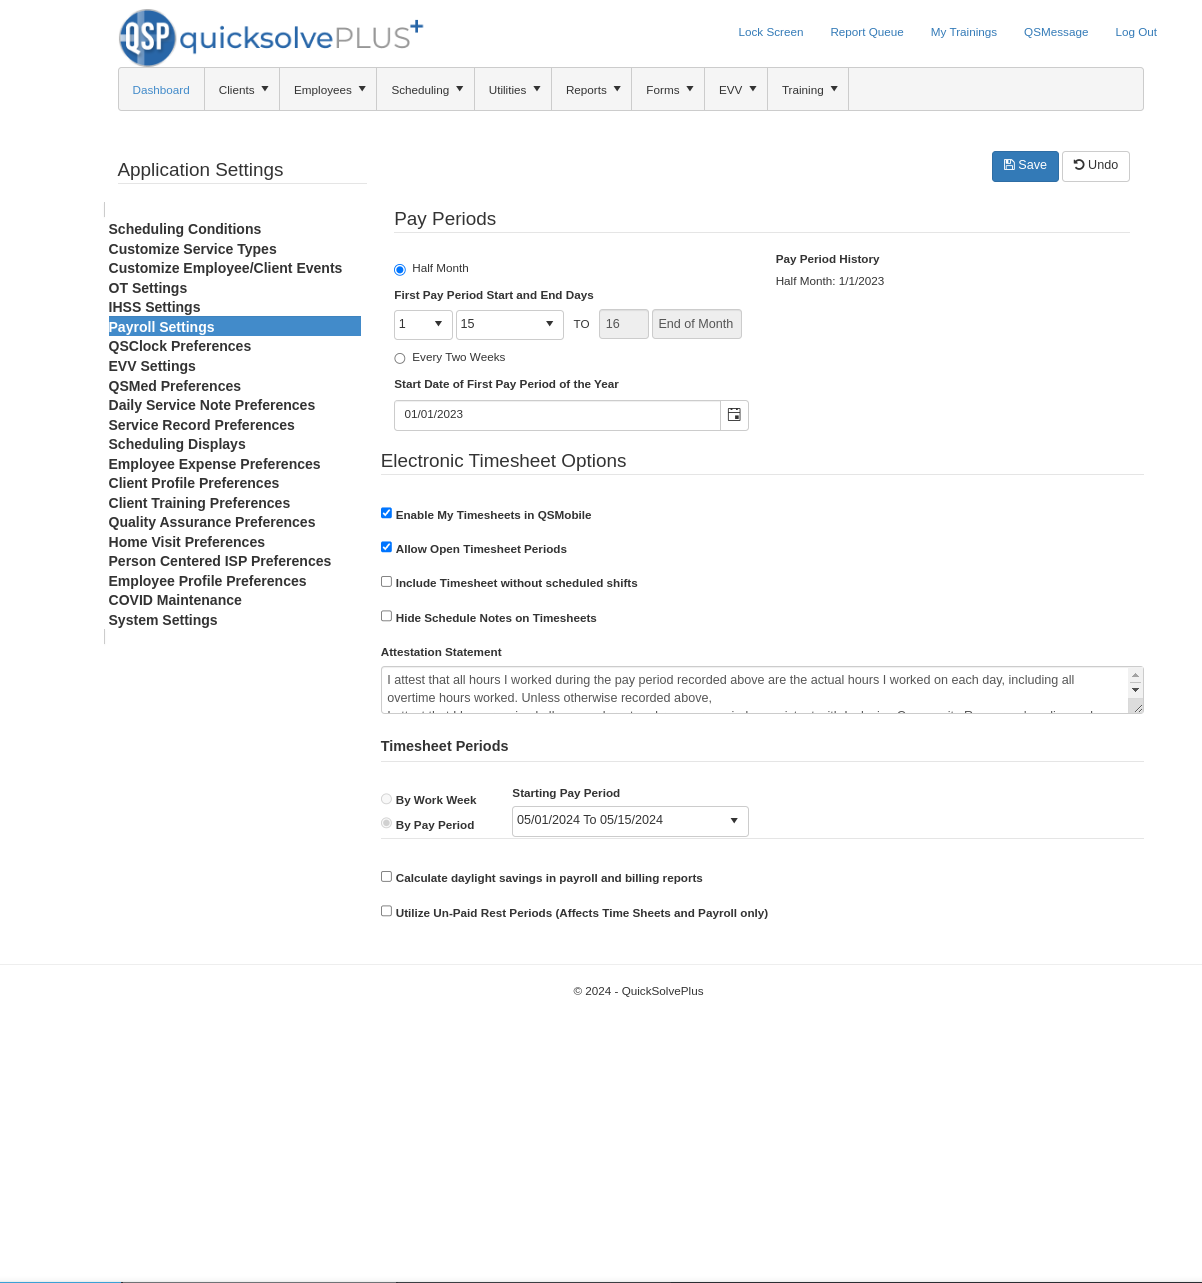 QSP quicksolvePLUS+
Lock Screen Report Queue My Trainings QSMessage Log Out
Dashboard Clients Employees Scheduling Utilities Reports Forms EVV Training
Application Settings
Save Undo
Scheduling Conditions
Customize Service Types
Customize Employee/Client Events
OT Settings
IHSS Settings
Payroll Settings
QSClock Preferences
EVV Settings
QSMed Preferences
Daily Service Note Preferences
Service Record Preferences
Scheduling Displays
Employee Expense Preferences
Client Profile Preferences
Client Training Preferences
Quality Assurance Preferences
Home Visit Preferences
Person Centered ISP Preferences
Employee Profile Preferences
COVID Maintenance
System Settings
Pay Periods
Half Month
First Pay Period Start and End Days
1 15 TO 16 End of Month
Every Two Weeks
Start Date of First Pay Period of the Year
01/01/2023
Pay Period History
Half Month: 1/1/2023
Electronic Timesheet Options
Enable My Timesheets in QSMobile
Allow Open Timesheet Periods
Include Timesheet without scheduled shifts
Hide Schedule Notes on Timesheets
Attestation Statement
I attest that all hours I worked during the pay period recorded above are the actual hours I worked on each day, including all
overtime hours worked. Unless otherwise recorded above,
Timesheet Periods
By Work Week
By Pay Period
Starting Pay Period
05/01/2024 To 05/15/2024
Calculate daylight savings in payroll and billing reports
Utilize Un-Paid Rest Periods (Affects Time Sheets and Payroll only)
© 2024 - QuickSolvePlus